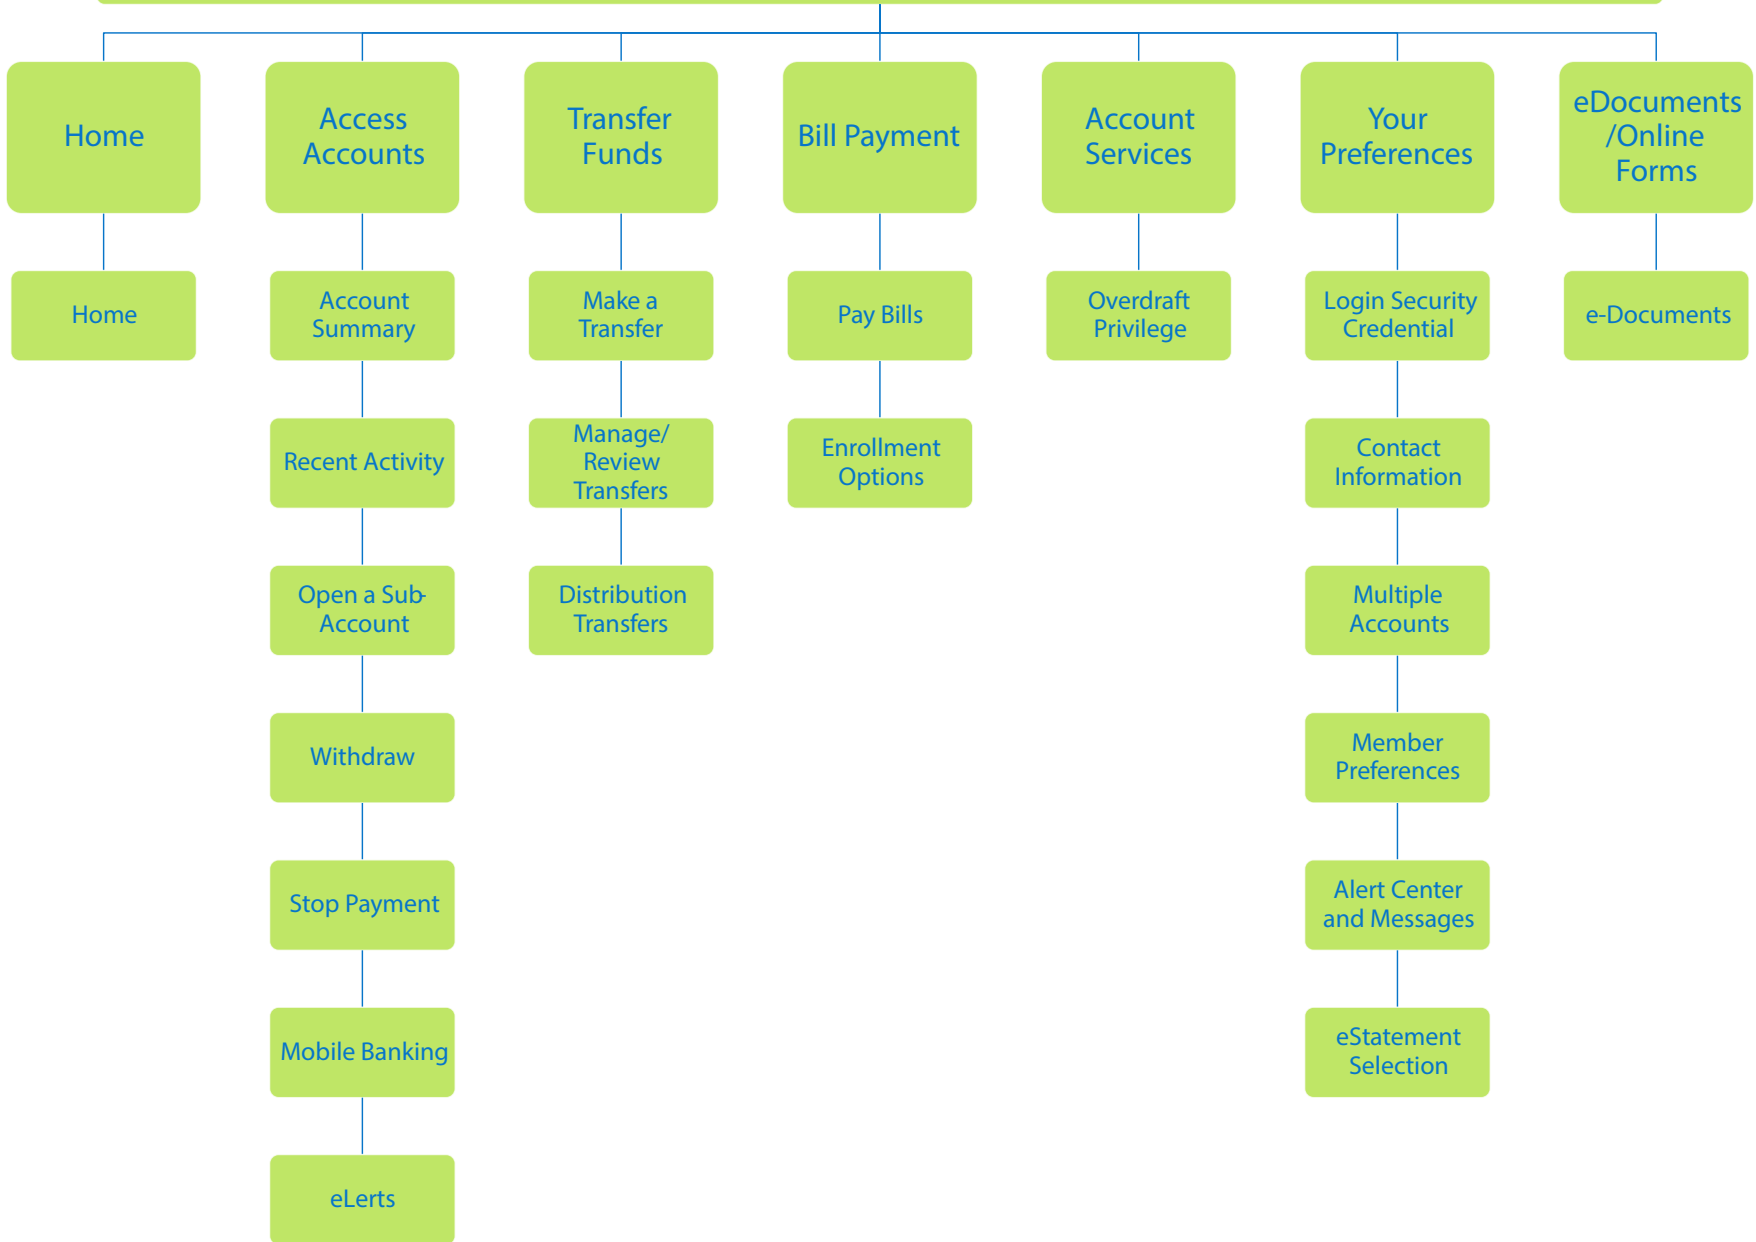 Home
Access
Accounts
Transfer
Funds
Bill Payment
Account
Services
Your
Preferences
eDocuments
/Online
Forms
Home
Account
Summary
Make a
Transfer
Pay Bills
Overdraft
Privilege
Login Security
Credential
e-Documents
Recent Activity
Manage/
Review
Transfers
Enrollment
Options
Contact
Information
Open a Sub-
Account
Distribution
Transfers
Multiple
Accounts
Withdraw
Member
Preferences
Stop Payment
Alert Center
and Messages
Mobile Banking
eStatement
Selection
eLerts